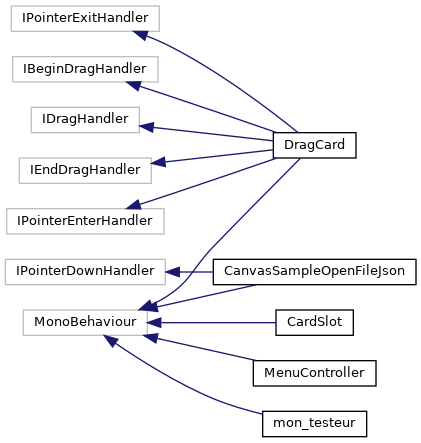 IPointerExitHandler
IBeginDragHandler
IDragHandler
DragCard
IEndDragHandler
IPointerEnterHandler
IPointerDownHandler
CanvasSampleOpenFileJson
MonoBehaviour
CardSlot
MenuController
mon_testeur